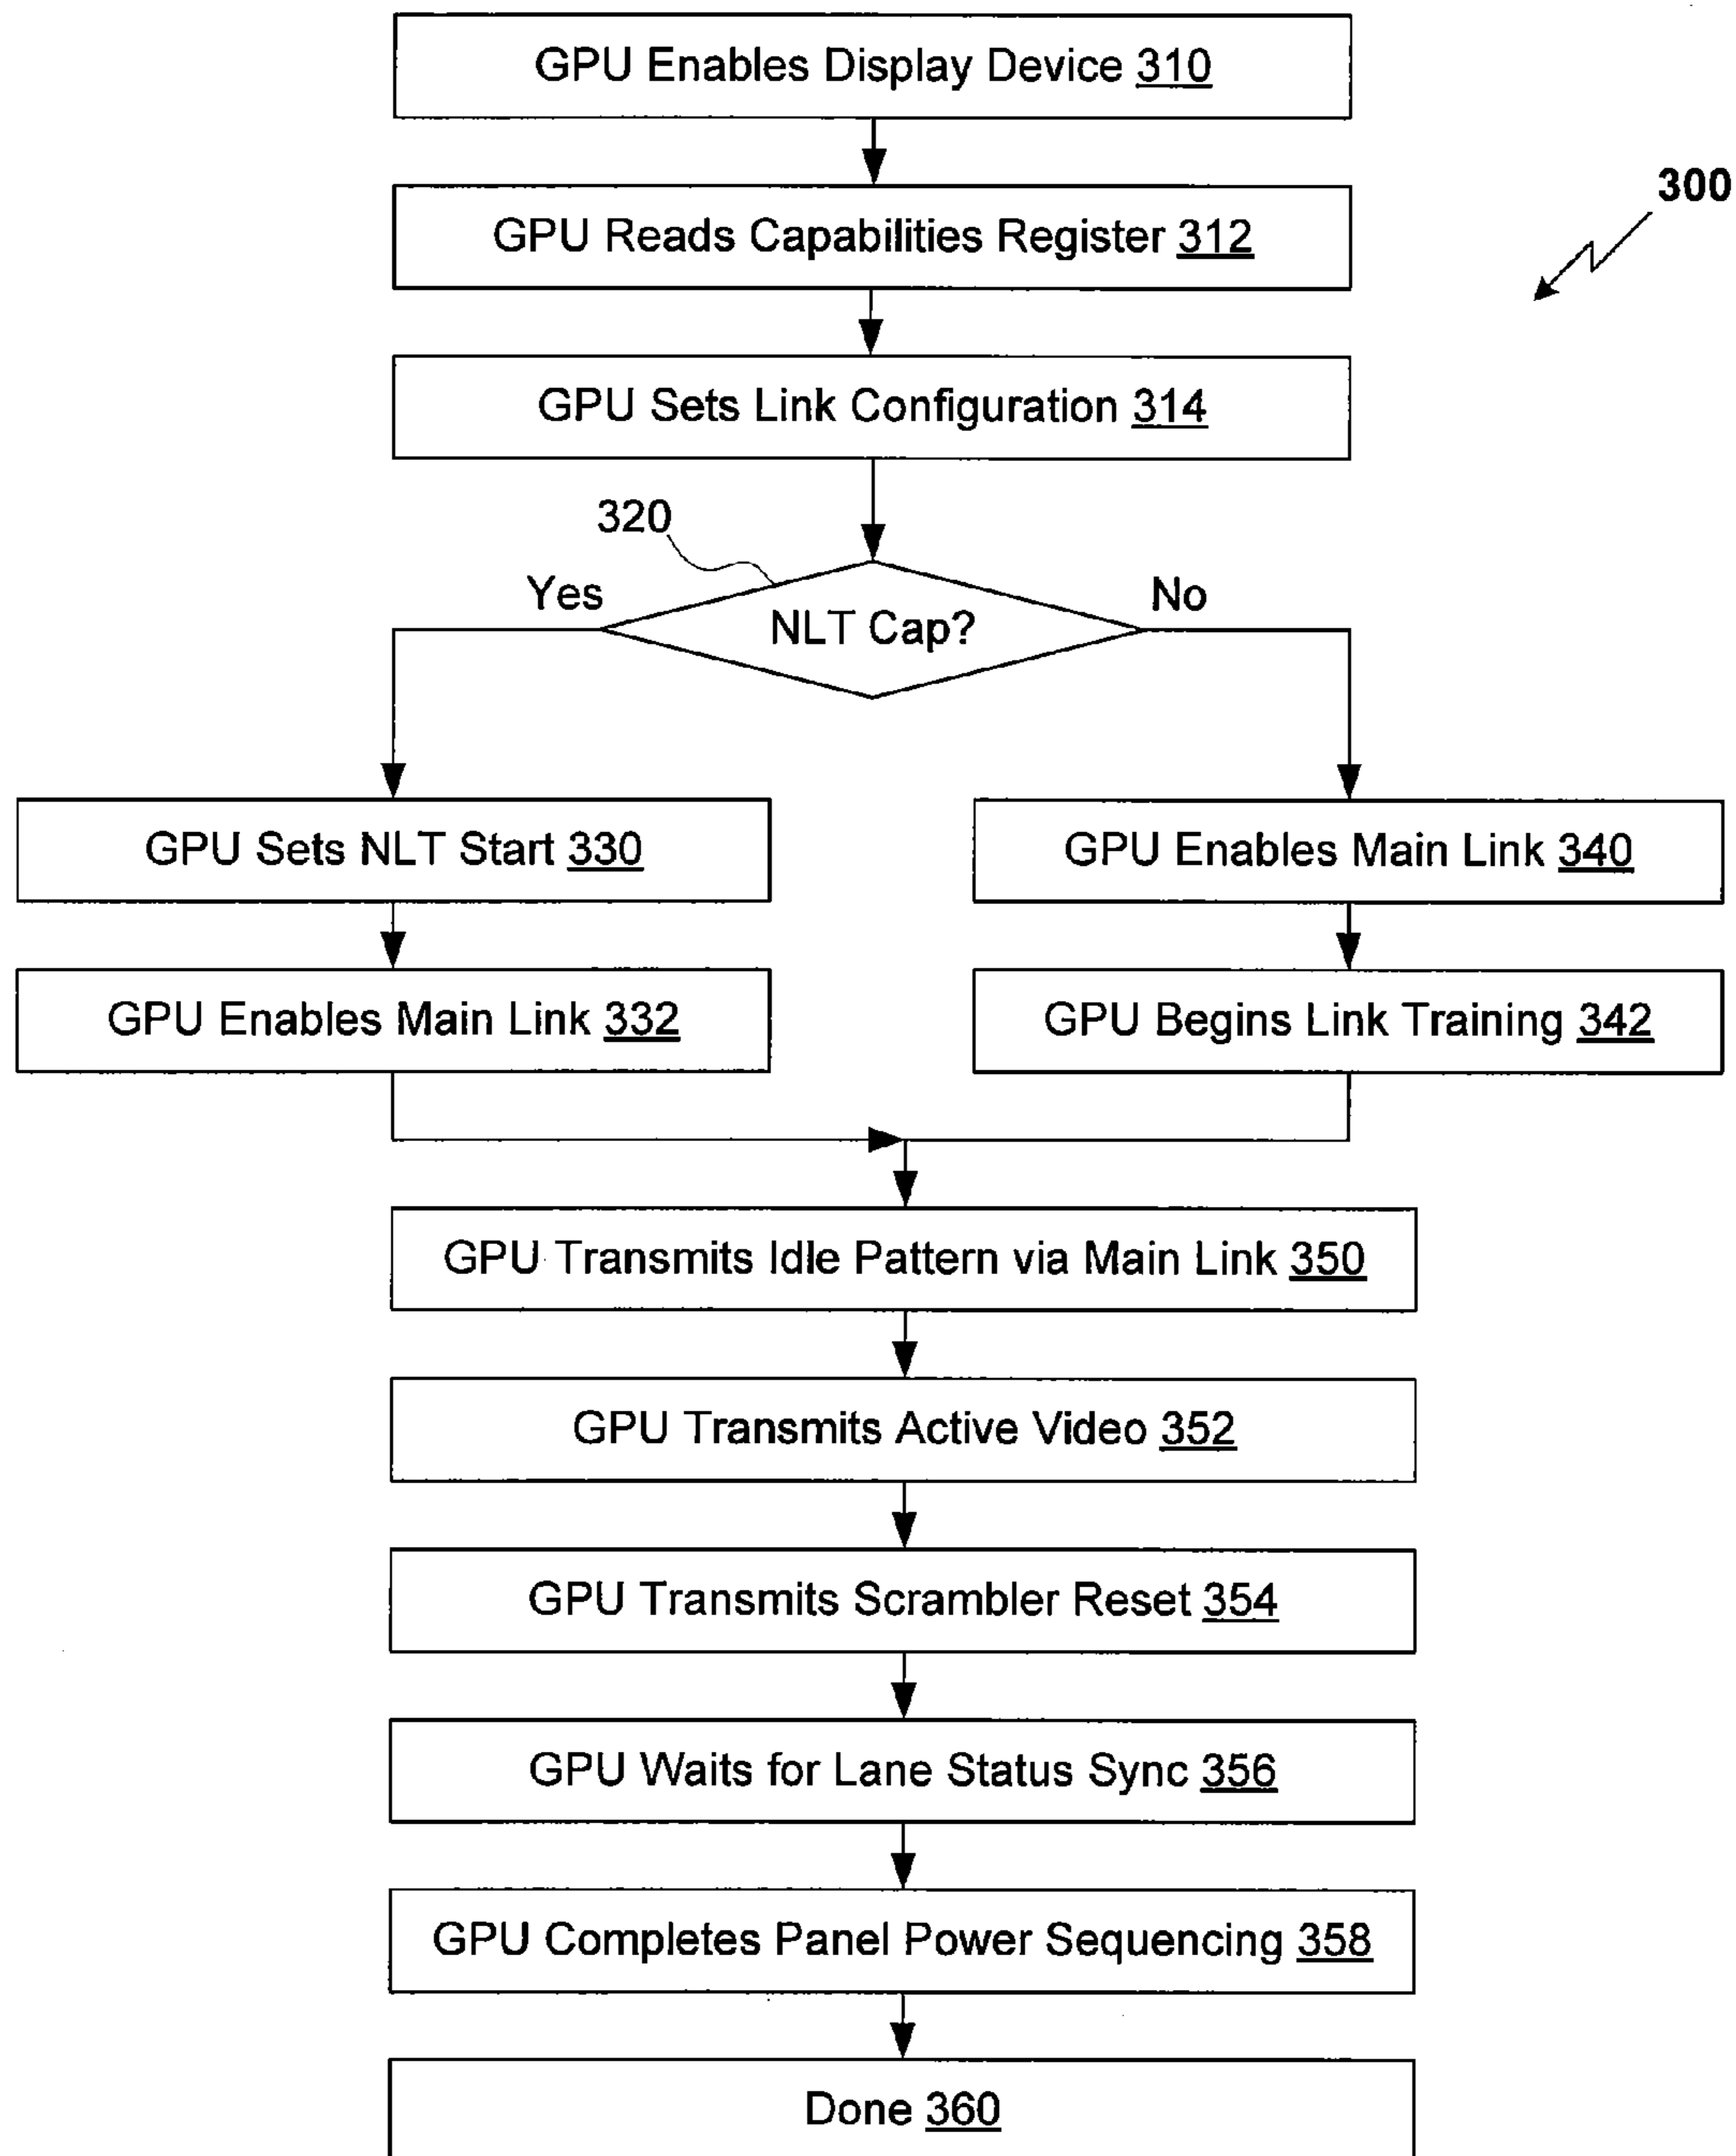 GPU Enables Display Device 310
300
GPU Reads Capabilities Register 312
GPU Sets Link Configuration 314
320
Yes
No
NLT Cap?
GPU Sets NLT Start 330
GPU Enables Main Link 340
GPU Enables Main Link 332
GPU Begins Link Training 342
GPU Transmits Idle Pattern via Main Link 350
GPU Transmits Active Video 352
GPU Transmits Scrambler Reset 354
GPU Waits for Lane Status Sync 356
GPU Completes Panel Power Sequencing 358
Done 360